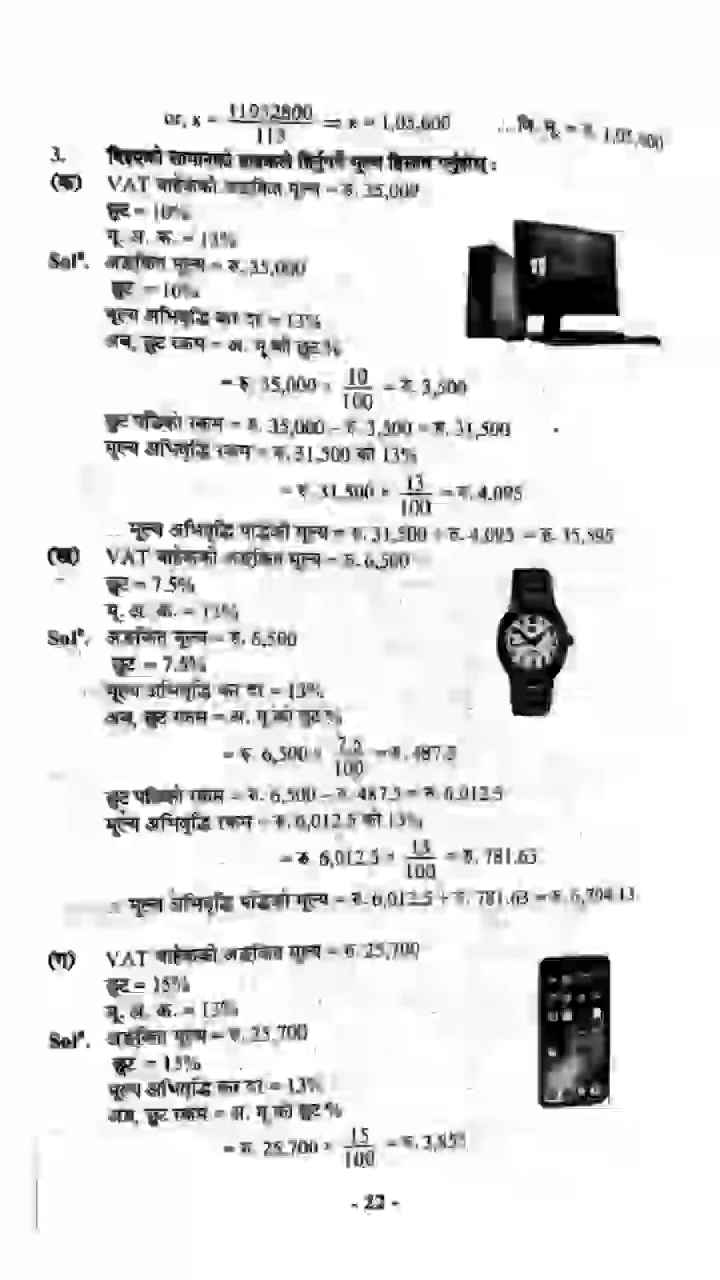 or, x = 11932800/113 ⇒ x = 1,05,600 ∴ वि. मू. = रु. 1,05,600
3. दिइएको सामानको ग्राहकले तिर्नुपर्ने मूल्य हिसाब गर्नुहोस् :
(क) VAT बाहेकको अङ्कित मूल्य = रु. 35,000
छुट = 10%
मू. अ. क. = 13%
Solⁿ. अङ्कित मूल्य = रु. 35,000
छुट = 10%
मूल्य अभिवृद्धि कर दर = 13%
अब, छुट रकम = अ. मू को छुट %
= रु. 35,000 × 10/100 = रु. 3,500
छुट पछिको रकम = रु. 35,000 – रु. 3,500 = रु. 31,500
मूल्य अभिवृद्धि रकम = रु. 31,500 को 13%
= रु. 31,500 × 13/100 = रु. 4,095
∴ मूल्य अभिवृद्धि पछिको मूल्य = रु. 31,500 + रु. 4,095 = रु. 35,595
(ख) VAT बाहेकको अङ्कित मूल्य = रु. 6,500
छुट = 7.5%
मू. अ. क. = 13%
Solⁿ. अङ्कित मूल्य = रु. 6,500
छुट = 7.5%
मूल्य अभिवृद्धि कर दर = 13%
अब, छुट रकम = अ. मू को छुट %
= रु. 6,500 × 7.5/100 = रु. 487.5
छुट पछिको रकम = रु. 6,500 – रु. 487.5 = रु. 6,012.5
मूल्य अभिवृद्धि रकम = रु. 6,012.5 को 13%
= रु. 6,012.5 × 13/100 = रु. 781.63
∴ मूल्य अभिवृद्धि पछिको मूल्य = रु. 6,012.5 + रु. 781.63 = रु. 6,794.13
(ग) VAT बाहेकको अङ्कित मूल्य = रु. 25,700
छुट = 15%
मू. अ. क. = 13%
Solⁿ. अङ्कित मूल्य = रु. 25,700
छुट = 15%
मूल्य अभिवृद्धि कर दर = 13%
अब, छुट रकम = अ. मू को छुट %
= रु. 25,700 × 15/100 = रु. 3,855
- 22 -